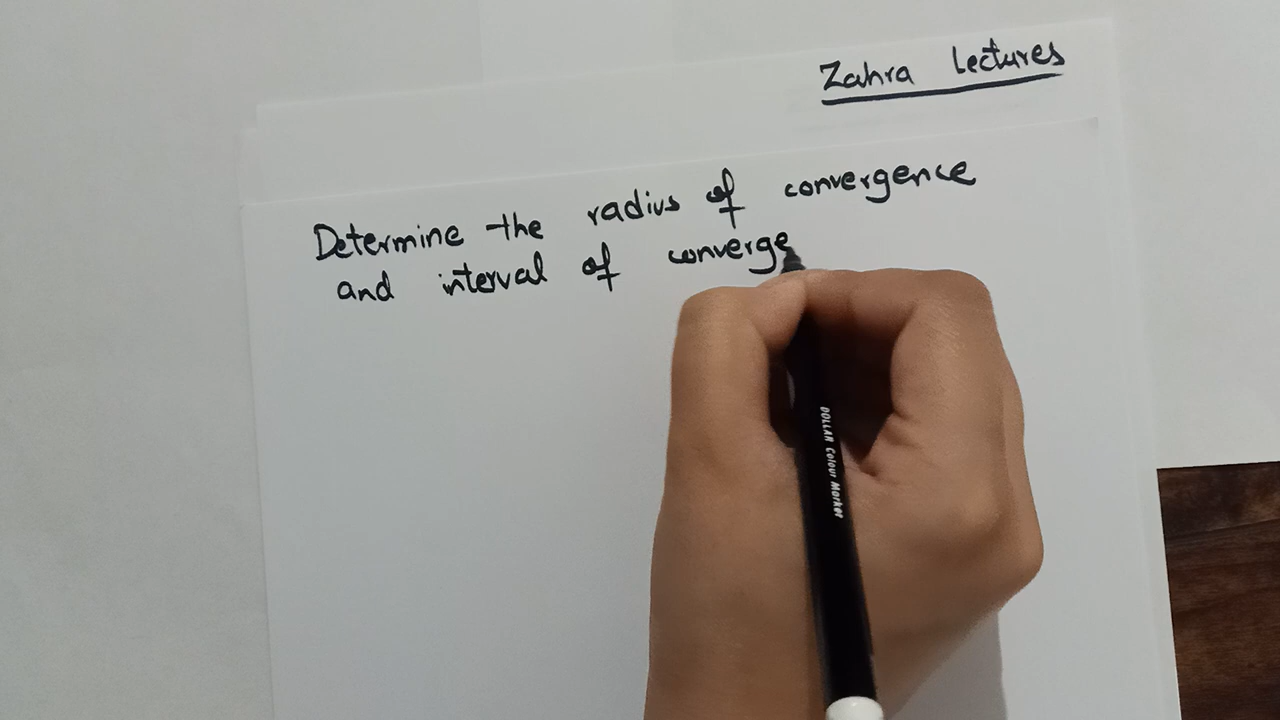 Zahra Lectures
Determine the radius of convergence
and interval of converge
DOLLAR Colour Marker